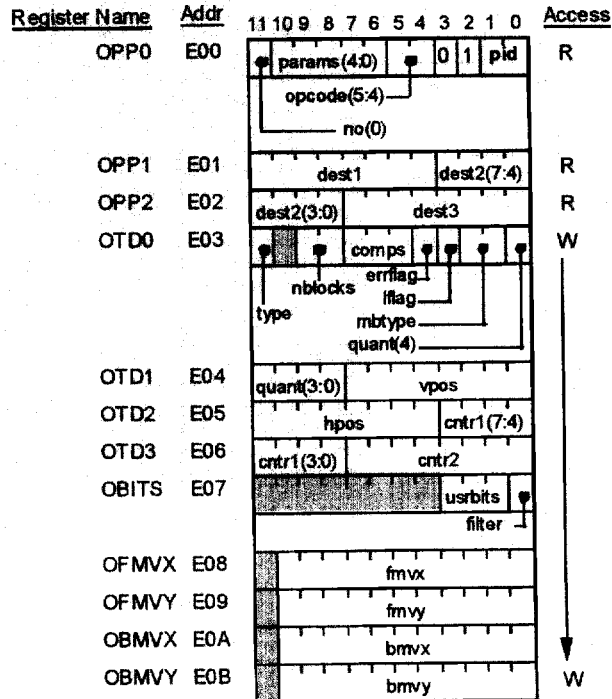 Register Name Addr 11 10 9 8 7 6 5 4 3 2 1 0 Access
OPP0 E00 params(4:0) 0 1 pid R
opcode(5:4)
no(0)
OPP1 E01 dest1 dest2(7:4) R
OPP2 E02 dest2(3:0) dest3 R
OTD0 E03 comps W
nblocks errflag
type lflag
mbtype
quant(4)
OTD1 E04 quant(3:0) vpos
OTD2 E05 hpos cntr1(7:4)
OTD3 E06 cntr1(3:0) cntr2
OBITS E07 usrbits
filter
OFMVX E08 fmvx
OFMVY E09 fmvy
OBMVX E0A bmvx
OBMVY E0B bmvy W